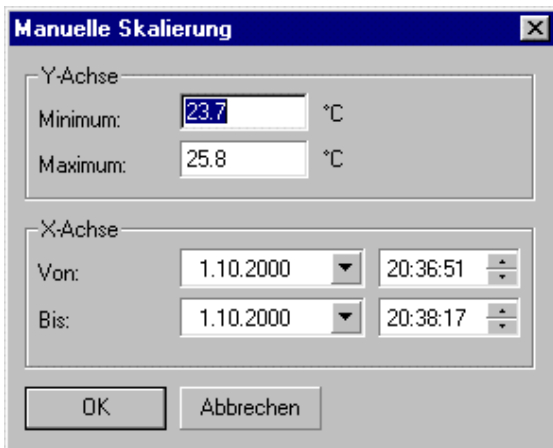 Manuelle Skalierung
Y-Achse
Minimum: 23.7 °C
Maximum: 25.8 °C
X-Achse
Von: 1.10.2000 20:36:51
Bis: 1.10.2000 20:38:17
OK Abbrechen